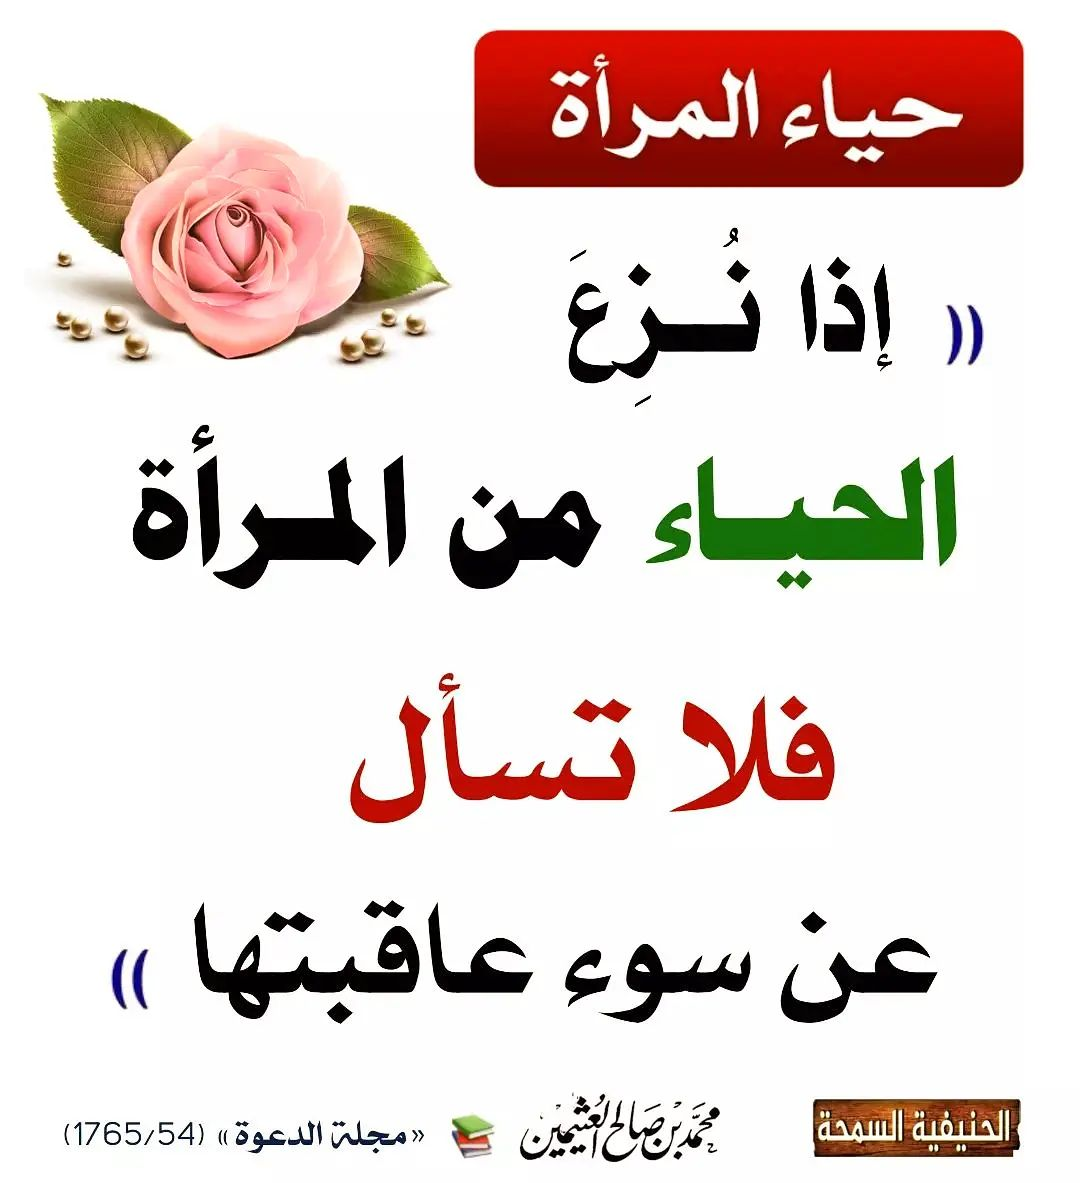 حياء المرأة
(( إذا نُـزِعَ
الحيـاء من المـرأة
فلا تسأل
عن سوء عاقبتها ))
الحنيفية السمحة
محمد بن صالح العثيمين
«مجلة الدعوة» (1765/54)